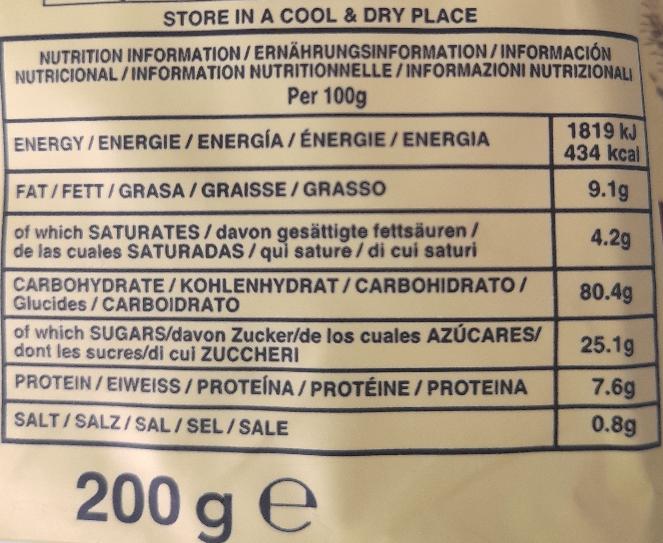 STORE IN A COOL & DRY PLACE
NUTRITION INFORMATION / ERNÄHRUNGSINFORMATION / INFORMACIÓN
NUTRICIONAL / INFORMATION NUTRITIONNELLE / INFORMAZIONI NUTRIZIONALI
Per 100g
ENERGY / ENERGIE / ENERGÍA / ÉNERGIE / ENERGIA
1819 kJ
434 kcal
FAT / FETT / GRASA / GRAISSE / GRASSO
9.1g
of which SATURATES / davon gesättigte fettsäuren /
de las cuales SATURADAS / qui sature / di cui saturi
4.2g
CARBOHYDRATE / KOHLENHYDRAT / CARBOHIDRATO /
Glucides / CARBOIDRATO
80.4g
of which SUGARS/davon Zucker/de los cuales AZÚCARES/
dont les sucres/di cui ZUCCHERI
25.1g
PROTEIN / EIWEISS / PROTEÍNA / PROTÉINE / PROTEINA
7.6g
SALT / SALZ / SAL / SEL / SALE
0.8g
200 g e